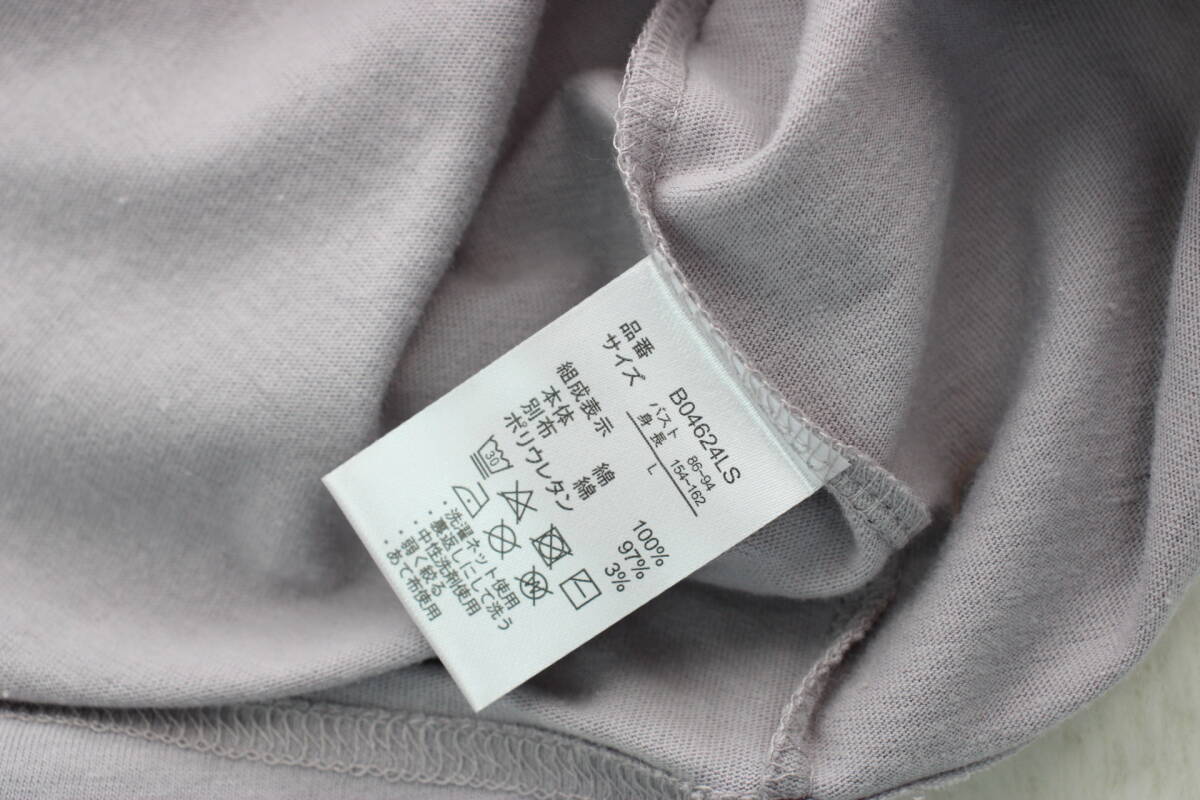 品番 B04624LS
サイズ バスト 86-94
身長 154-162
L
組成表示
本体 綿 100%
別布 綿 97%
ポリウレタン 3%
30
・洗濯ネット使用
・裏返しにして洗う
・中性洗剤使用
・弱く絞る
・あて布使用